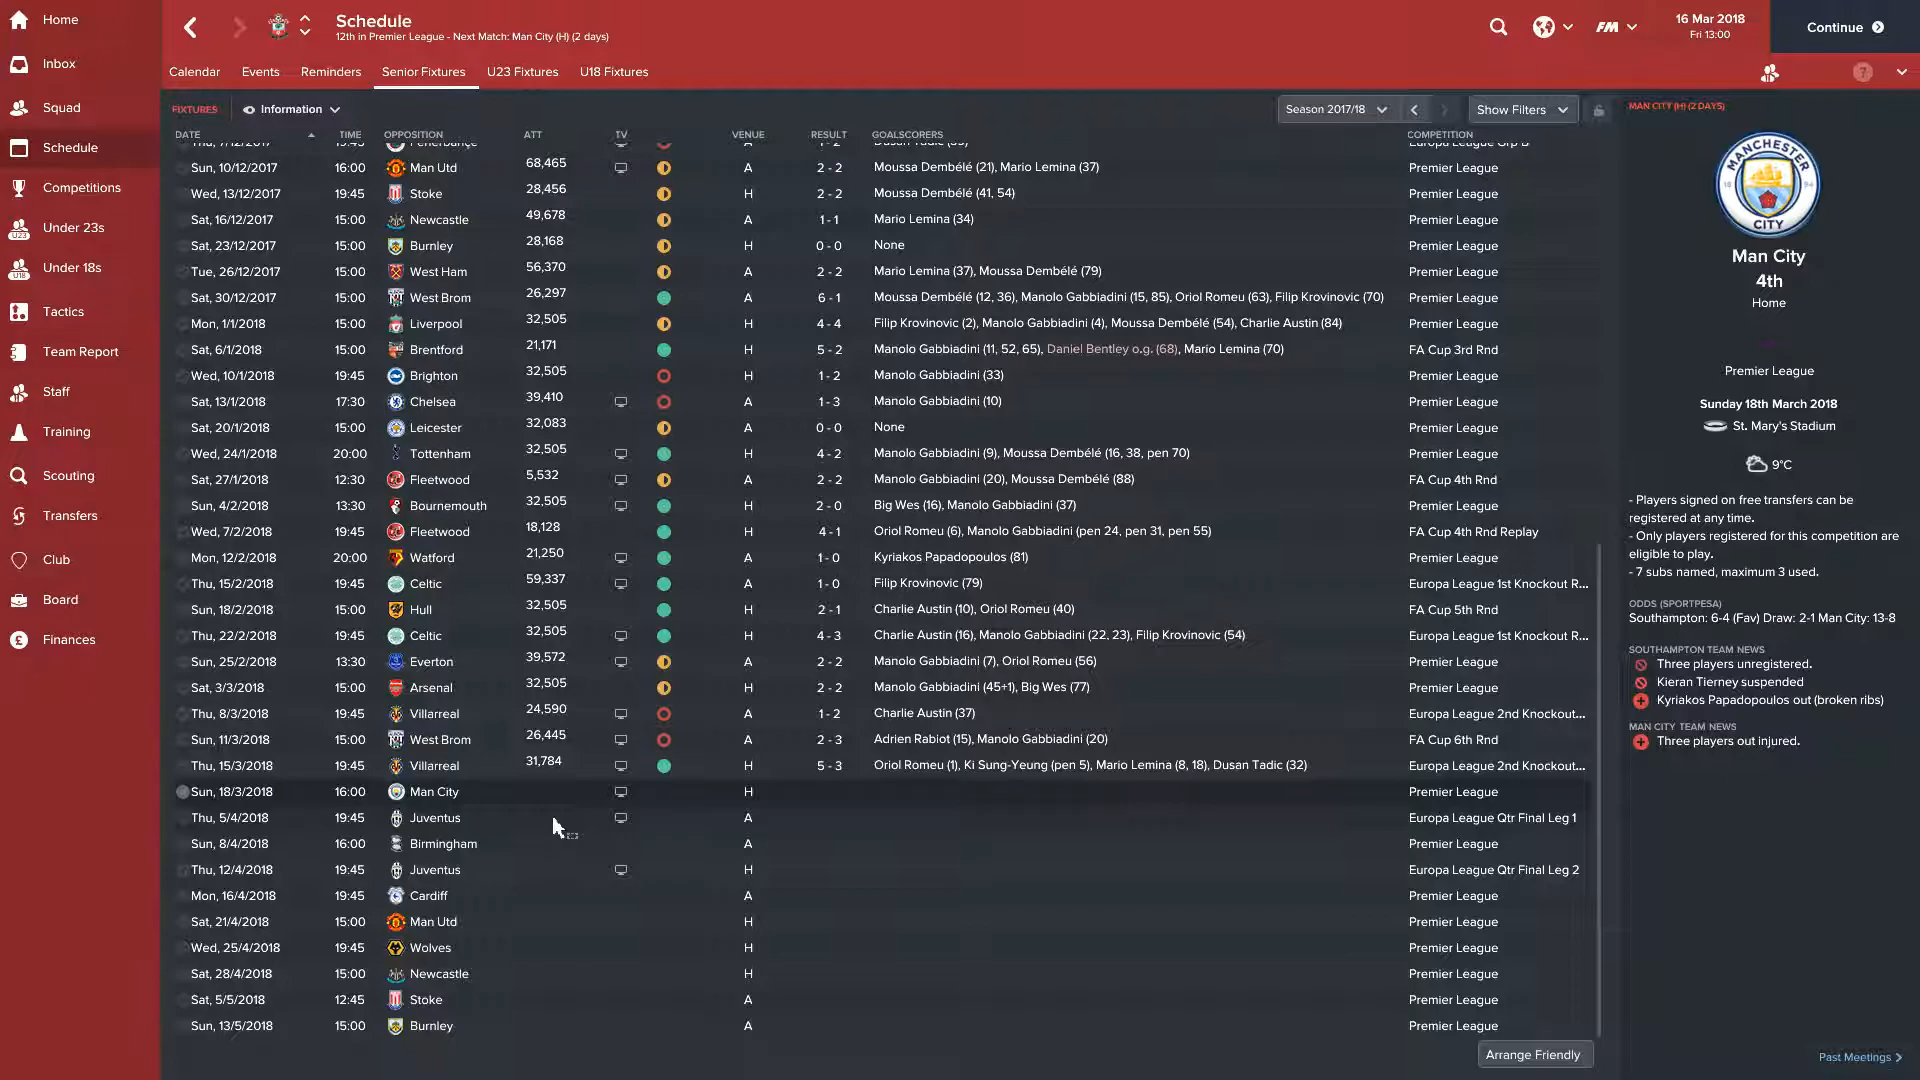 Home
Inbox
Squad
Schedule
Competitions
Under 23s
Under 18s
Tactics
Team Report
Staff
Training
Scouting
Transfers
Club
Board
Finances
Schedule
12th in Premier League - Next Match: Man City (H) (2 days)
FM
16 Mar 2018
Fri 13:00
Continue
Calendar Events Reminders Senior Fixtures U23 Fixtures U18 Fixtures
FIXTURES Information Season 2017/18 Show Filters
DATE TIME OPPOSITION ATT TV VENUE RESULT GOALSCORERS COMPETITION
Thu, 7/12/2017 19:45 Fenerbahçe A 1 - 2 Europa League Grp
Sun, 10/12/2017 16:00 Man Utd 68,465 A 2 - 2 Moussa Dembélé (21), Mario Lemina (37) Premier League
Wed, 13/12/2017 19:45 Stoke 28,456 H 2 - 2 Moussa Dembélé (41, 54) Premier League
Sat, 16/12/2017 15:00 Newcastle 49,678 A 1 - 1 Mario Lemina (34) Premier League
Sat, 23/12/2017 15:00 Burnley 28,168 H 0 - 0 None Premier League
Tue, 26/12/2017 15:00 West Ham 56,370 A 2 - 2 Mario Lemina (37), Moussa Dembélé (79) Premier League
Sat, 30/12/2017 15:00 West Brom 26,297 A 6 - 1 Moussa Dembélé (12, 36), Manolo Gabbiadini (15, 85), Oriol Romeu (63), Filip Krovinovic (70) Premier League
Mon, 1/1/2018 15:00 Liverpool 32,505 H 4 - 4 Filip Krovinovic (2), Manolo Gabbiadini (4), Moussa Dembélé (54), Charlie Austin (84) Premier League
Sat, 6/1/2018 15:00 Brentford 21,171 H 5 - 2 Manolo Gabbiadini (11, 52, 65), Daniel Bentley o.g. (68), Mario Lemina (70) FA Cup 3rd Rnd
Wed, 10/1/2018 19:45 Brighton 32,505 H 1 - 2 Manolo Gabbiadini (33) Premier League
Sat, 13/1/2018 17:30 Chelsea 39,410 A 1 - 3 Manolo Gabbiadini (10) Premier League
Sat, 20/1/2018 15:00 Leicester 32,083 A 0 - 0 None Premier League
Wed, 24/1/2018 20:00 Tottenham 32,505 H 4 - 2 Manolo Gabbiadini (9), Moussa Dembélé (16, 38, pen 70) Premier League
Sat, 27/1/2018 12:30 Fleetwood 5,532 A 2 - 2 Manolo Gabbiadini (20), Moussa Dembélé (88) FA Cup 4th Rnd
Sun, 4/2/2018 13:30 Bournemouth 32,505 H 2 - 0 Big Wes (16), Manolo Gabbiadini (37) Premier League
Wed, 7/2/2018 19:45 Fleetwood 18,128 H 4 - 1 Oriol Romeu (6), Manolo Gabbiadini (pen 24, pen 31, pen 55) FA Cup 4th Rnd Replay
Mon, 12/2/2018 20:00 Watford 21,250 A 1 - 0 Kyriakos Papadopoulos (81) Premier League
Thu, 15/2/2018 19:45 Celtic 59,337 A 1 - 0 Filip Krovinovic (79) Europa League 1st Knockout R...
Sun, 18/2/2018 15:00 Hull 32,505 H 2 - 1 Charlie Austin (10), Oriol Romeu (40) FA Cup 5th Rnd
Thu, 22/2/2018 19:45 Celtic 32,505 H 4 - 3 Charlie Austin (16), Manolo Gabbiadini (22, 23), Filip Krovinovic (54) Europa League 1st Knockout R...
Sun, 25/2/2018 13:30 Everton 39,572 A 2 - 2 Manolo Gabbiadini (7), Oriol Romeu (56) Premier League
Sat, 3/3/2018 15:00 Arsenal 32,505 H 2 - 2 Manolo Gabbiadini (45+1), Big Wes (77) Premier League
Thu, 8/3/2018 19:45 Villarreal 24,590 A 1 - 2 Charlie Austin (37) Europa League 2nd Knockout...
Sun, 11/3/2018 15:00 West Brom 26,445 A 2 - 3 Adrien Rabiot (15), Manolo Gabbiadini (20) FA Cup 6th Rnd
Thu, 15/3/2018 19:45 Villarreal 31,784 H 5 - 3 Oriol Romeu (1), Ki Sung-Yeung (pen 5), Mario Lemina (8, 18), Dusan Tadic (32) Europa League 2nd Knockout...
Sun, 18/3/2018 16:00 Man City H Premier League
Thu, 5/4/2018 19:45 Juventus A Europa League Qtr Final Leg 1
Sun, 8/4/2018 16:00 Birmingham A Premier League
Thu, 12/4/2018 19:45 Juventus H Europa League Qtr Final Leg 2
Mon, 16/4/2018 19:45 Cardiff A Premier League
Sat, 21/4/2018 15:00 Man Utd H Premier League
Wed, 25/4/2018 19:45 Wolves H Premier League
Sat, 28/4/2018 15:00 Newcastle H Premier League
Sat, 5/5/2018 12:45 Stoke A Premier League
Sun, 13/5/2018 15:00 Burnley A Premier League
Arrange Friendly
MAN CITY (H) (2 DAYS)
MANCHESTER
18 94
CITY
Man City
4th
Home
Premier League
Sunday 18th March 2018
St. Mary's Stadium
9°C
- Players signed on free transfers can be
registered at any time.
- Only players registered for this competition are
eligible to play.
- 7 subs named, maximum 3 used.
ODDS (SPORTPESA)
Southampton: 6-4 (Fav) Draw: 2-1 Man City: 13-8
SOUTHAMPTON TEAM NEWS
Three players unregistered.
Kieran Tierney suspended
Kyriakos Papadopoulos out (broken ribs)
MAN CITY TEAM NEWS
Three players out injured.
Past Meetings